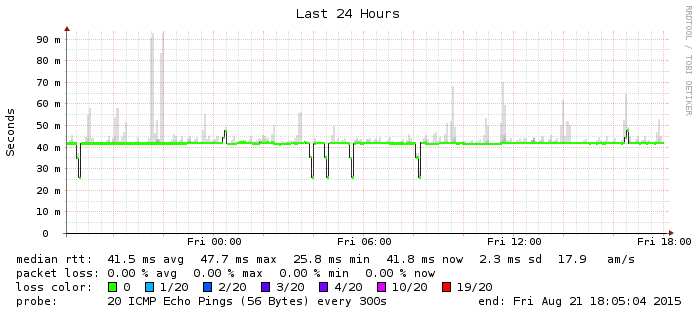 Last 24 Hours
RRDTOOL / TOBI OETIKER
Seconds
90 m
80 m
70 m
60 m
50 m
40 m
30 m
20 m
10 m
0
Fri 00:00 Fri 06:00 Fri 12:00 Fri 18:00
median rtt: 41.5 ms avg 47.7 ms max 25.8 ms min 41.8 ms now 2.3 ms sd 17.9 am/s
packet loss: 0.00 % avg 0.00 % max 0.00 % min 0.00 % now
loss color: 0 1/20 2/20 3/20 4/20 10/20 19/20
probe: 20 ICMP Echo Pings (56 Bytes) every 300s end: Fri Aug 21 18:05:04 2015